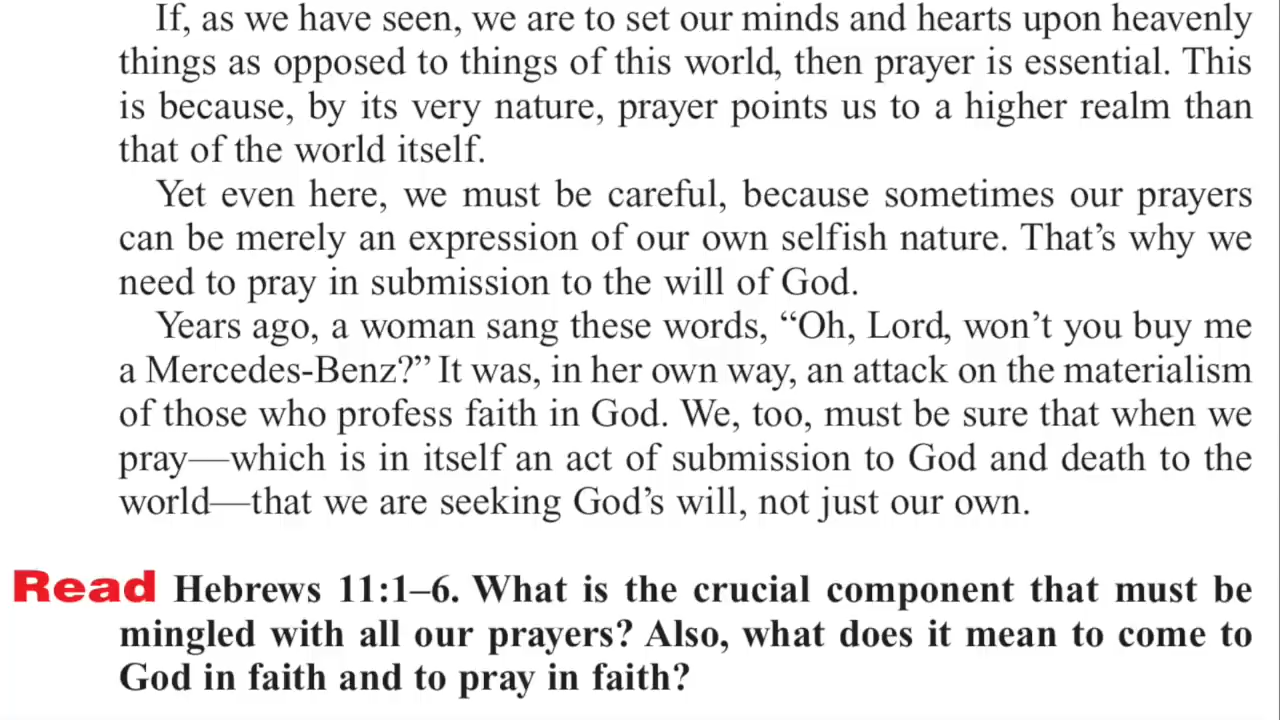 If, as we have seen, we are to set our minds and hearts upon heavenly
things as opposed to things of this world, then prayer is essential. This
is because, by its very nature, prayer points us to a higher realm than
that of the world itself.
Yet even here, we must be careful, because sometimes our prayers
can be merely an expression of our own selfish nature. That’s why we
need to pray in submission to the will of God.
Years ago, a woman sang these words, “Oh, Lord, won’t you buy me
a Mercedes-Benz?” It was, in her own way, an attack on the materialism
of those who profess faith in God. We, too, must be sure that when we
pray—which is in itself an act of submission to God and death to the
world—that we are seeking God’s will, not just our own.
Read Hebrews 11:1–6. What is the crucial component that must be
mingled with all our prayers? Also, what does it mean to come to
God in faith and to pray in faith?